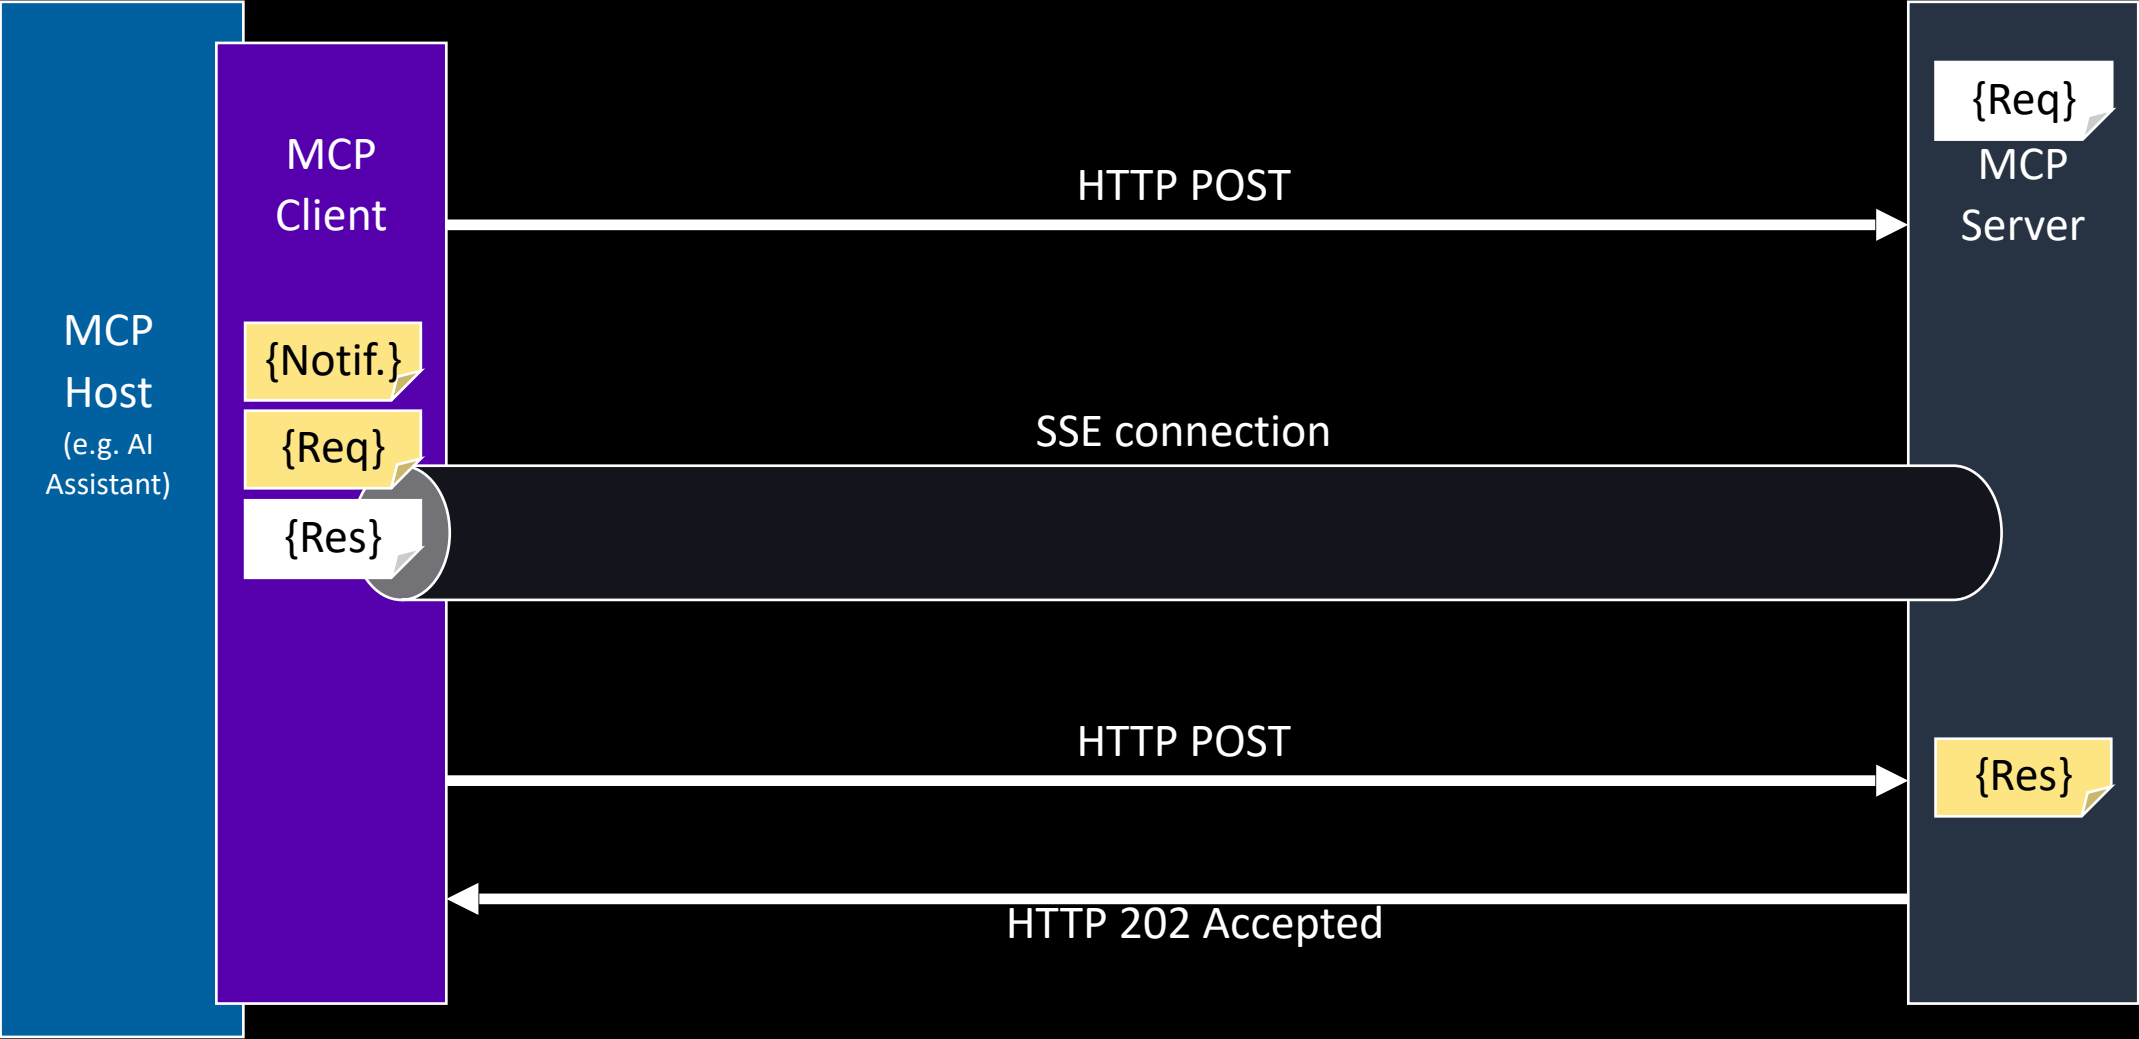 MCP
Host
(e.g. AI
Assistant)
MCP
Client
{Notif.}
{Req}
{Res}
HTTP POST
SSE connection
HTTP POST
HTTP 202 Accepted
{Req}
MCP
Server
{Res}